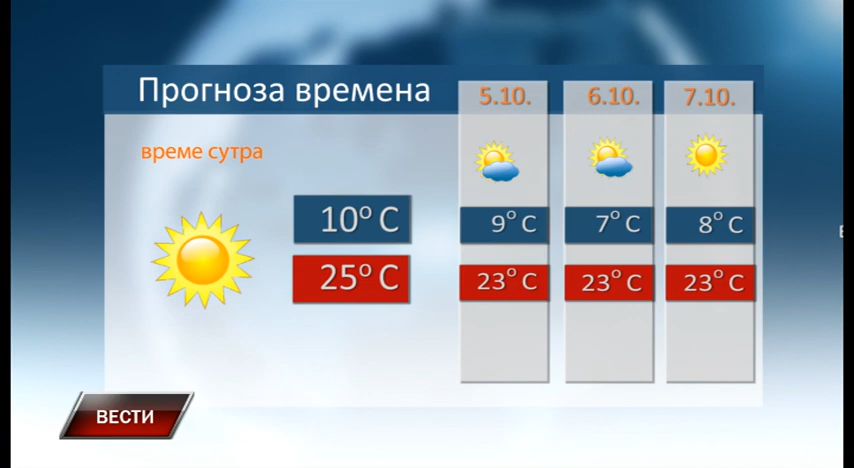 Прогноза времена
време сутра
10° C
25° C
5.10.
9° C
23° C
6.10.
7° C
23° C
7.10.
8° C
23° C
ВЕСТИ